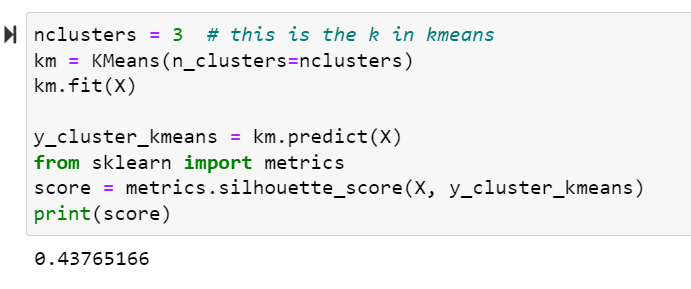 nclusters = 3  # this is the k in kmeans
km = KMeans(n_clusters=nclusters)
km.fit(X)
y_cluster_kmeans = km.predict(X)
from sklearn import metrics
score = metrics.silhouette_score(X, y_cluster_kmeans)
print(score)
0.43765166